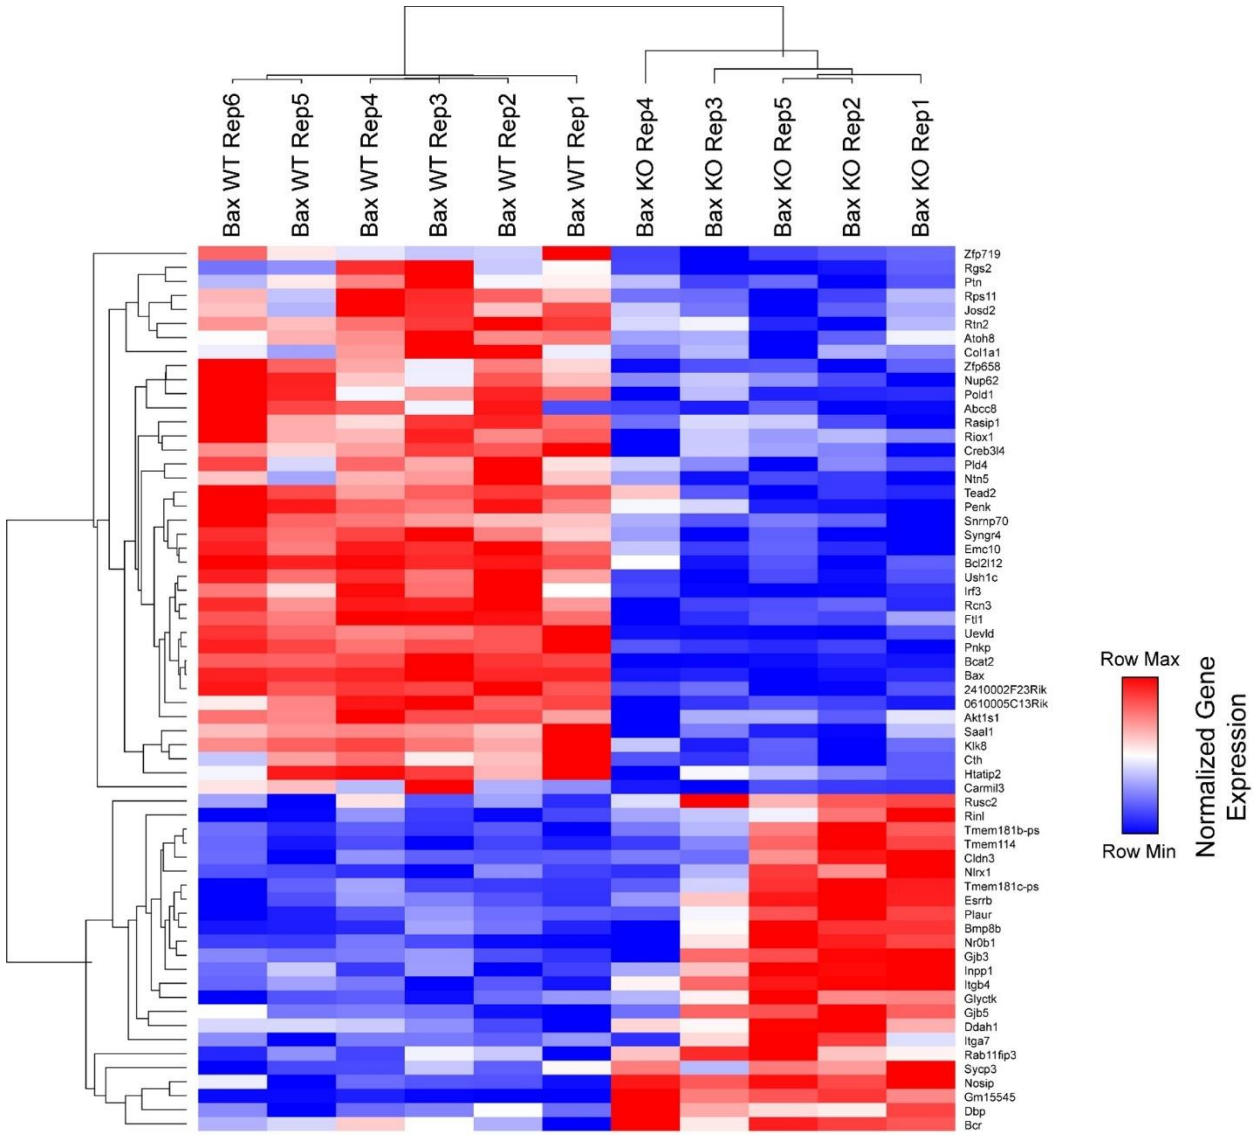 Bax WT Rep6
Bax WT Rep5
Bax WT Rep4
Bax WT Rep3
Bax WT Rep2
Bax WT Rep1
Bax KO Rep4
Bax KO Rep3
Bax KO Rep5
Bax KO Rep2
Bax KO Rep1
Zfp719
Rgs2
Ptn
Rps11
Josd2
Rtn2
Atoh8
Col1a1
Zfp658
Nup62
Pold1
Abcc8
Rasip1
Riox1
Creb3l4
Pld4
Ntn5
Tead2
Penk
Snrnp70
Syngr4
Emc10
Bcl2l12
Ush1c
Irf3
Rcn3
Ftl1
Uevld
Pnkp
Bcat2
Bax
2410002F23Rik
0610005C13Rik
Akt1s1
Saal1
Klk8
Cth
Htatip2
Carmil3
Rusc2
Rinl
Tmem181b-ps
Tmem114
Cldn3
Nlrx1
Tmem181c-ps
Esrrb
Plaur
Bmp8b
Nr0b1
Gjb3
Inpp1
Itgb4
Glyctk
Gjb5
Ddah1
Itga7
Rab11fip3
Sycp3
Nosip
Gm15545
Dbp
Bcr
Row Max
Row Min
Normalized Gene
Expression